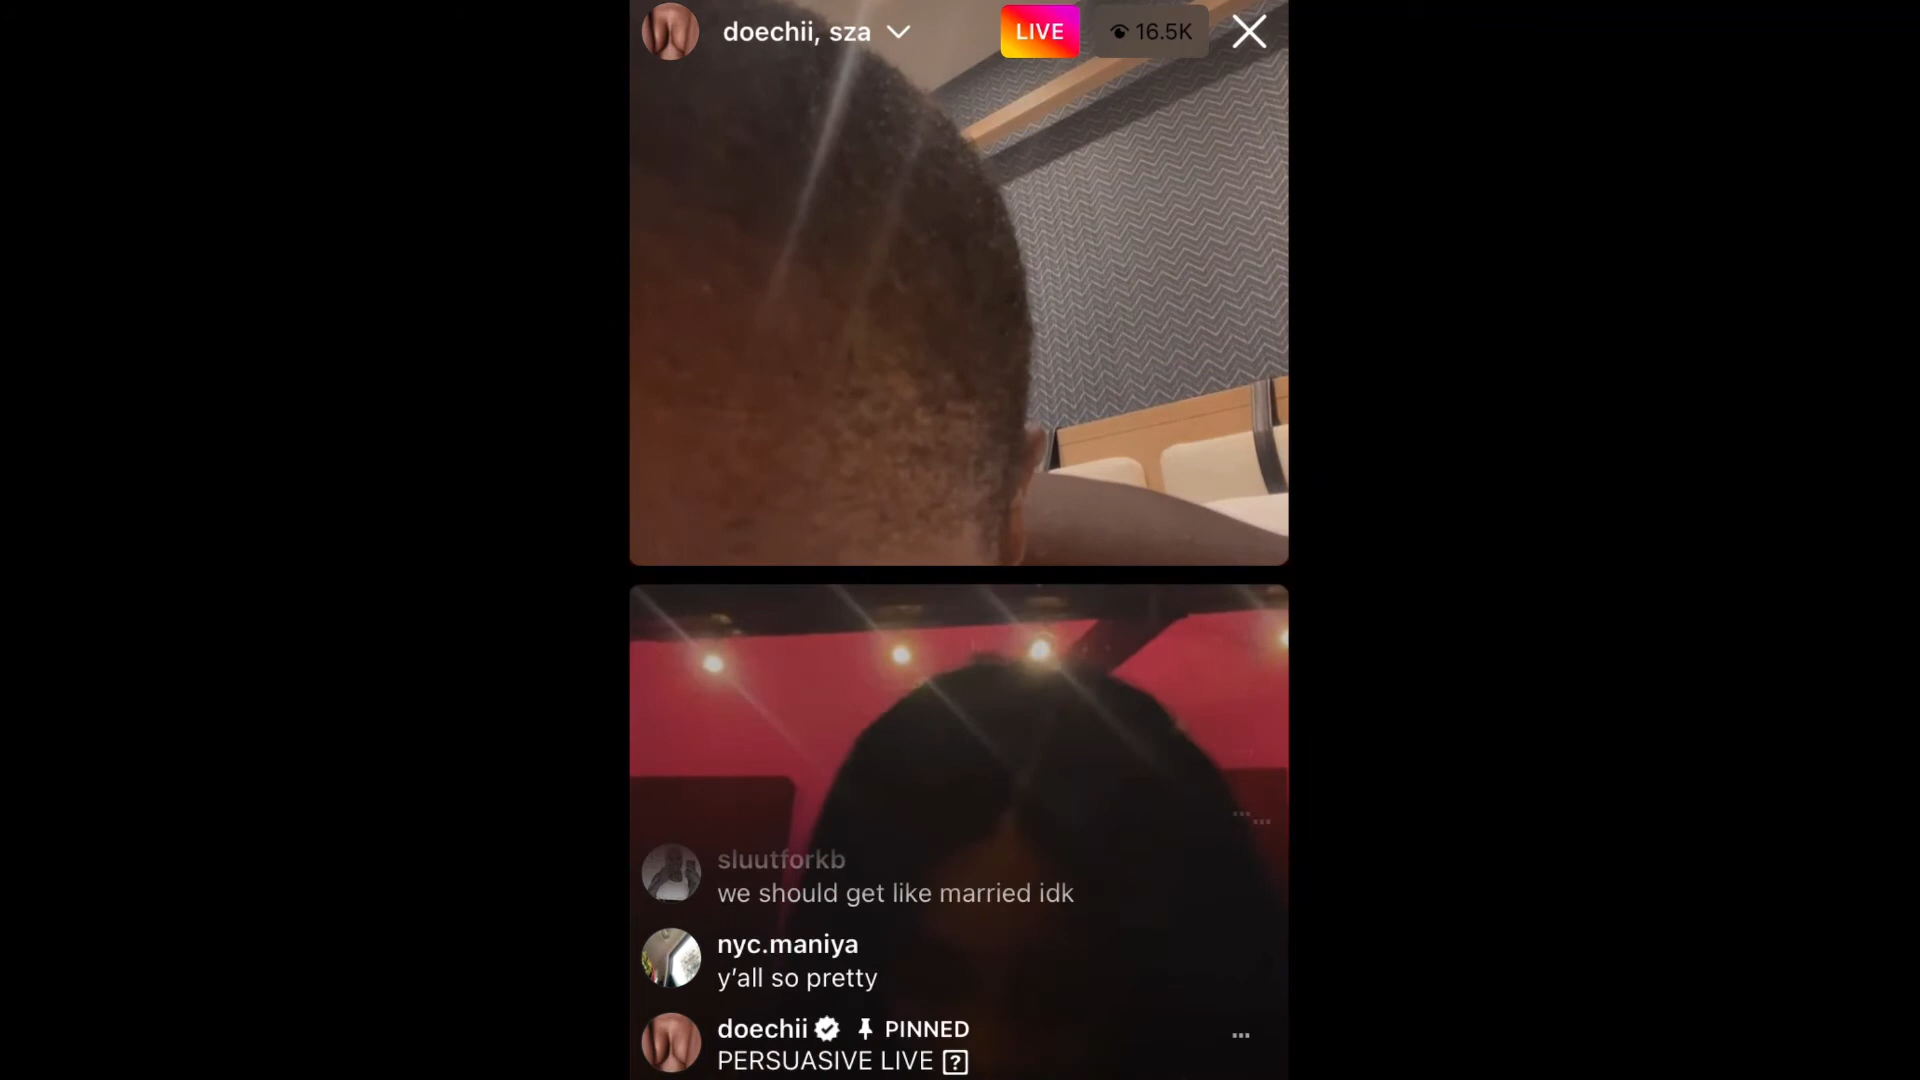 doechii, sza
LIVE
16.5K
sluutforkb
we should get like married idk
nyc.maniya
y’all so pretty
doechii PINNED
PERSUASIVE LIVE